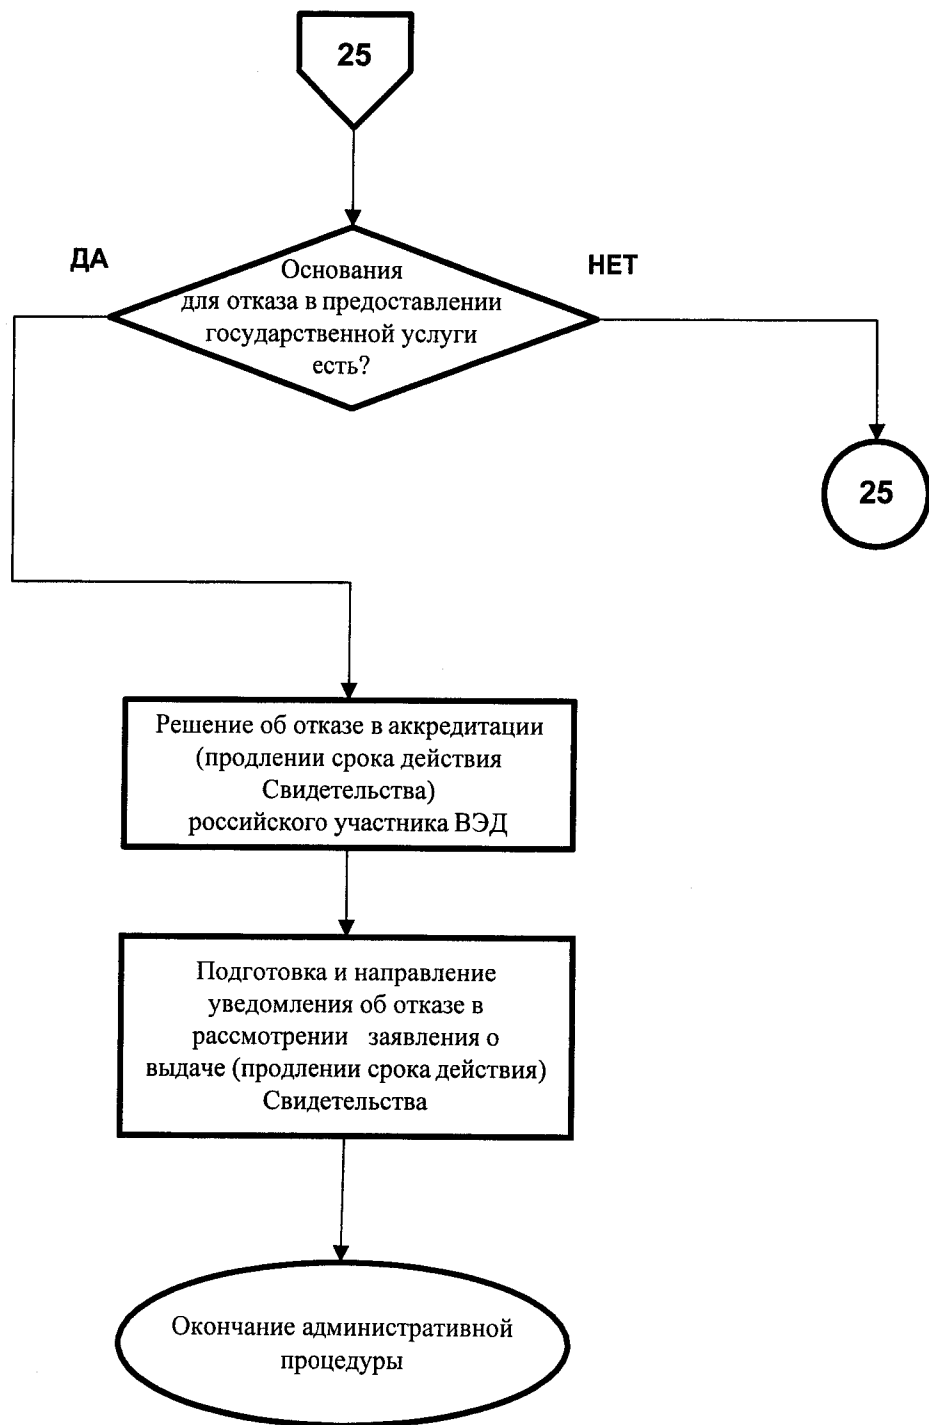 25
ДА
НЕТ
Основания
для отказа в предоставлении
государственной услуги
есть?
25
Решение об отказе в аккредитации
(продлении срока действия
Свидетельства)
российского участника ВЭД
Подготовка и направление
уведомления об отказе в
рассмотрении заявления о
выдаче (продлении срока действия)
Свидетельства
Окончание административной
процедуры